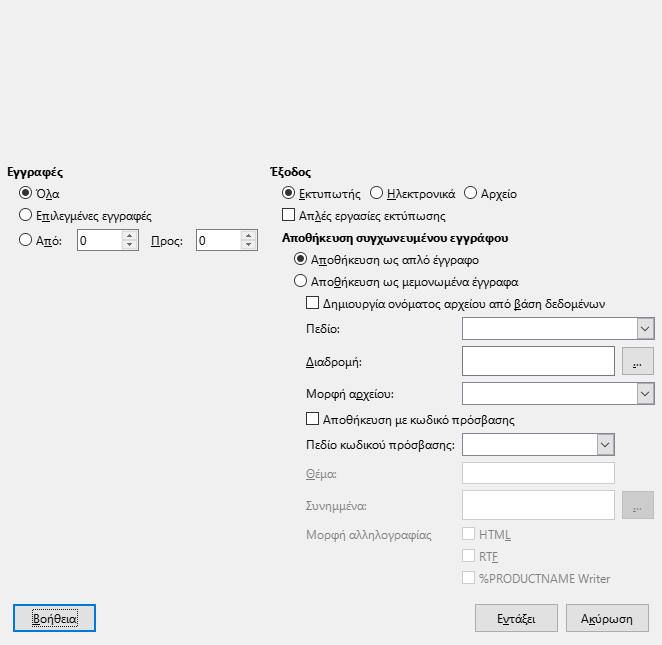 Εγγραφές
Όλα
Επιλεγμένες εγγραφές
Από: 0 Προς: 0
Έξοδος
Εκτυπωτής Ηλεκτρονικά Αρχείο
Απλές εργασίες εκτύπωσης
Αποθήκευση συγχωνευμένου εγγράφου
Αποθήκευση ως απλό έγγραφο
Αποθήκευση ως μεμονωμένα έγγραφα
Δημιουργία ονόματος αρχείου από βάση δεδομένων
Πεδίο:
Διαδρομή: ...
Μορφή αρχείου:
Αποθήκευση με κωδικό πρόσβασης
Πεδίο κωδικού πρόσβασης:
Θέμα:
Συνημμένα: ...
Μορφή αλληλογραφίας HTML
RTF
%PRODUCTNAME Writer
Βοήθεια Εντάξει Ακύρωση